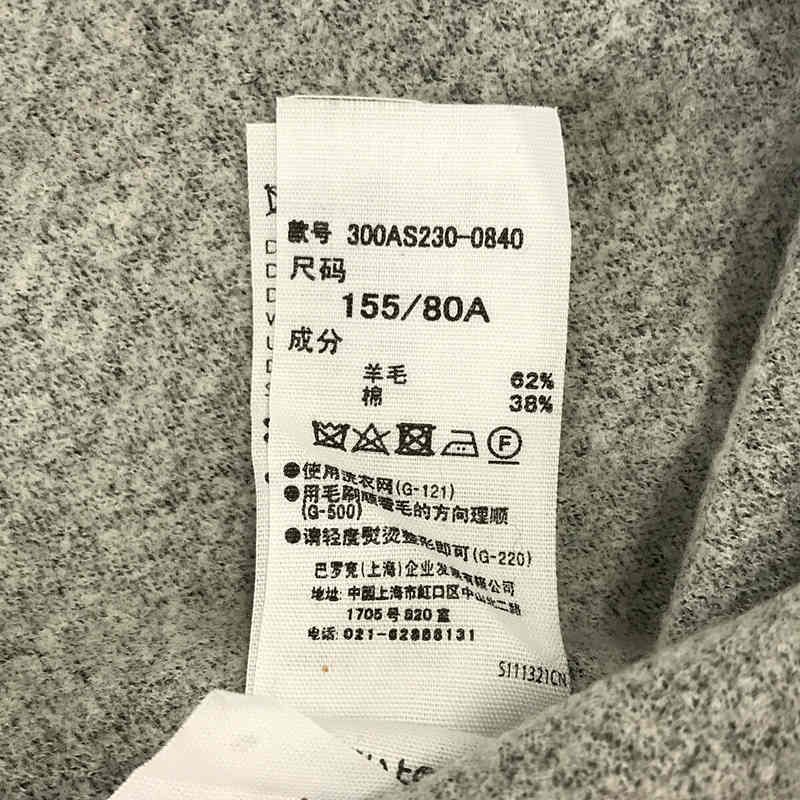 款号 300AS230-0840
尺码
155/80A
成分
羊毛 62%
棉 38%
F
●使用洗衣网(G-121)
●用毛刷顺着毛的方向理顺
(G-500)
●请轻度熨烫整形即可(G-220)
巴罗克(上海)企业发展有限公司
地址: 中国上海市虹口区中山北二路
1705号820室
电话: 021-62888131
S111321CN
D
D
D
W
U
D